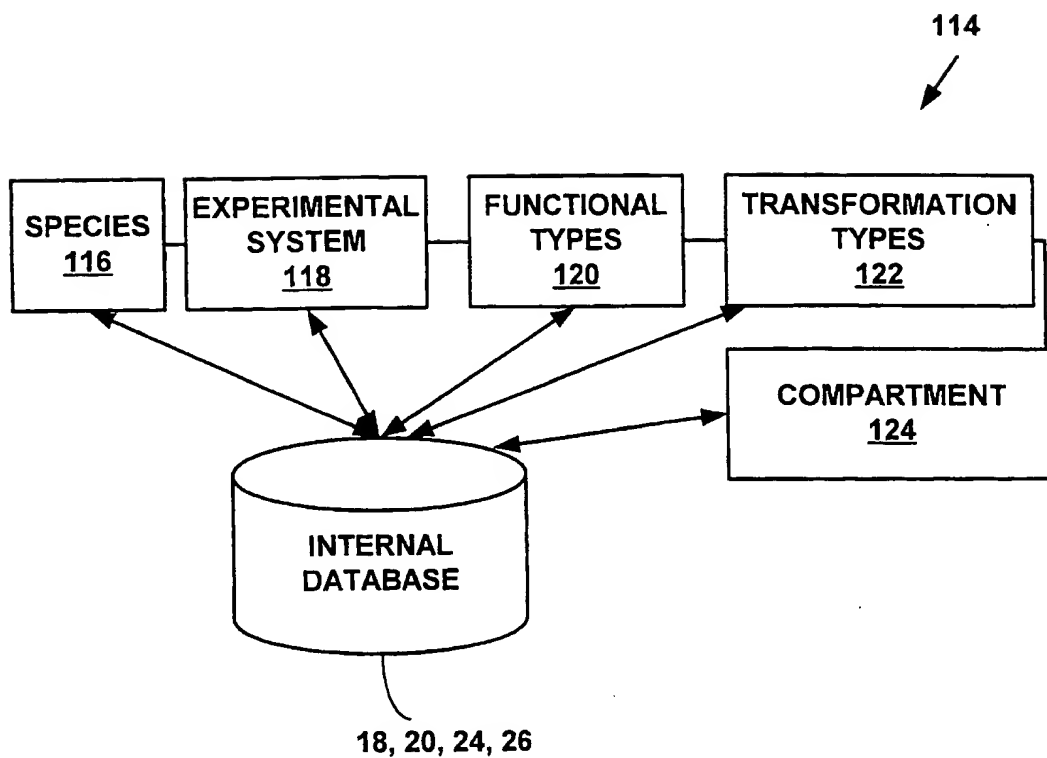 114
SPECIES
116
EXPERIMENTAL
SYSTEM
118
FUNCTIONAL
TYPES
120
TRANSFORMATION
TYPES
122
COMPARTMENT
124
INTERNAL
DATABASE
18, 20, 24, 26